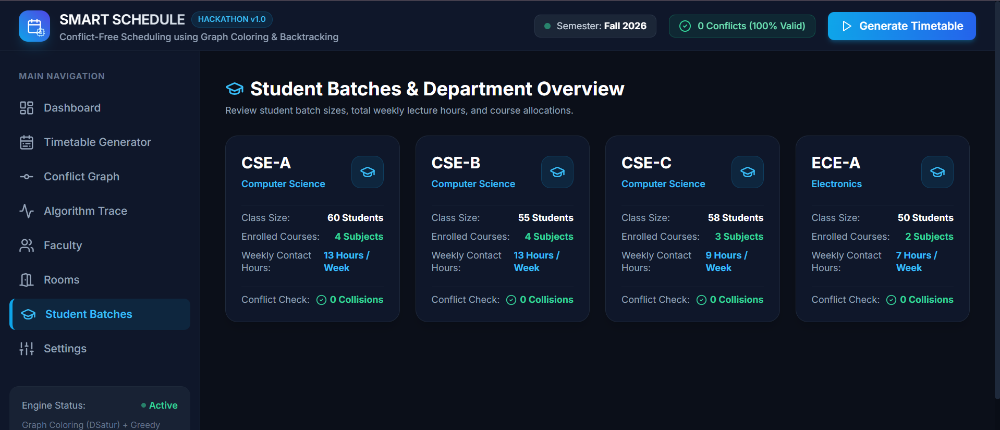 SMART SCHEDULE
HACKATHON v1.0
Conflict-Free Scheduling using Graph Coloring & Backtracking
Semester: Fall 2026
0 Conflicts (100% Valid)
Generate Timetable
MAIN NAVIGATION
Dashboard
Timetable Generator
Conflict Graph
Algorithm Trace
Faculty
Rooms
Student Batches
Settings
Engine Status: Active
Graph Coloring (DSatur) + Greedy
Student Batches & Department Overview
Review student batch sizes, total weekly lecture hours, and course allocations.
CSE-A
Computer Science
Class Size: 60 Students
Enrolled Courses: 4 Subjects
Weekly Contact Hours: 13 Hours / Week
Conflict Check: 0 Collisions
CSE-B
Computer Science
Class Size: 55 Students
Enrolled Courses: 4 Subjects
Weekly Contact Hours: 13 Hours / Week
Conflict Check: 0 Collisions
CSE-C
Computer Science
Class Size: 58 Students
Enrolled Courses: 3 Subjects
Weekly Contact Hours: 9 Hours / Week
Conflict Check: 0 Collisions
ECE-A
Electronics
Class Size: 50 Students
Enrolled Courses: 2 Subjects
Weekly Contact Hours: 7 Hours / Week
Conflict Check: 0 Collisions